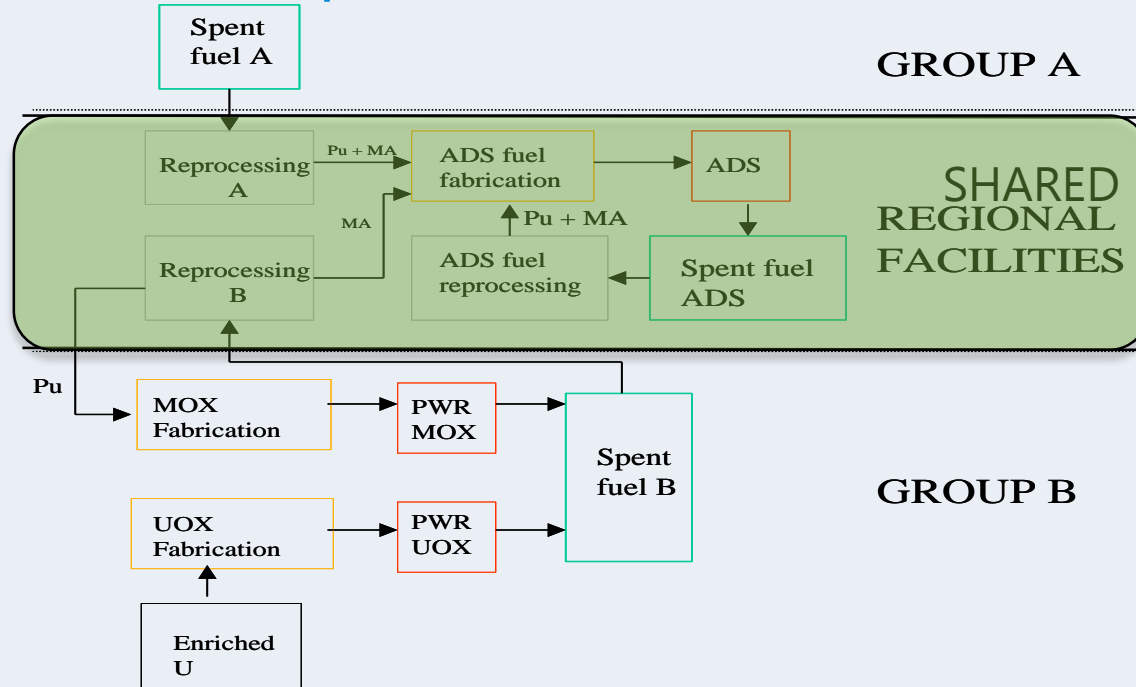 Spent
fuel A
GROUP A
Reprocessing
A
Pu + MA
ADS fuel
fabrication
ADS
SHARED
REGIONAL
FACILITIES
MA
Pu + MA
Reprocessing
B
ADS fuel
reprocessing
Spent fuel
ADS
Pu
MOX
Fabrication
PWR
MOX
Spent
fuel B
GROUP B
UOX
Fabrication
PWR
UOX
Enriched
U